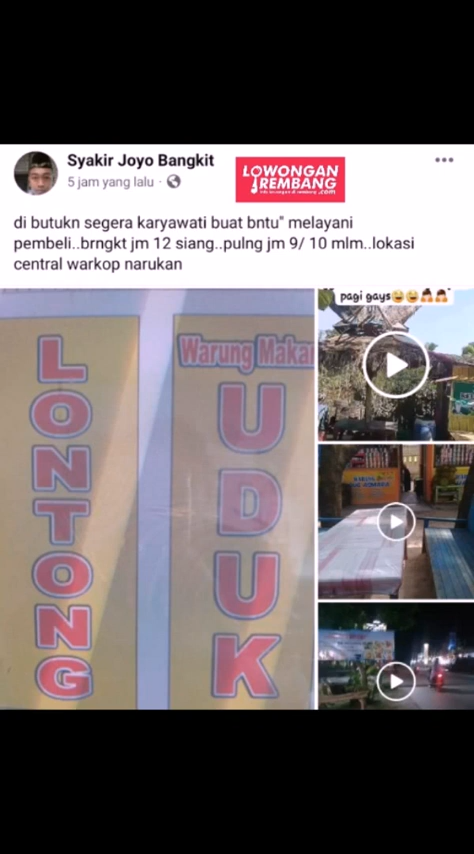 Syakir Joyo Bangkit
5 jam yang lalu ·
LOWONGAN
REMBANG
.com
di butukn segera karyawati buat bntu" melayani
pembeli..brngkt jm 12 siang..pulng jm 9/ 10 mlm..lokasi
central warkop narukan
LONTONG
Warung Makan
UDUK
pagi gays😅😅🙏🙏